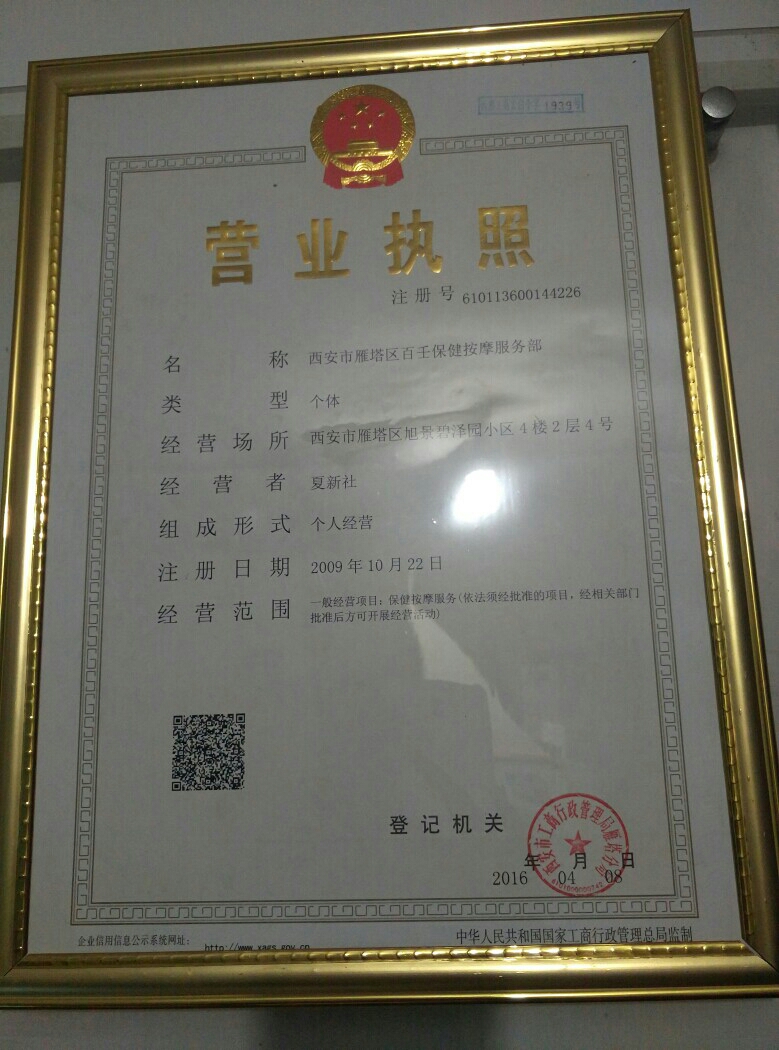 1939
营业执照
注册号 610113600144226
名称 西安市雁塔区百壬保健按摩服务部
类型 个体
经营场所 西安市雁塔区旭景碧泽园小区4楼2层4号
经营者 夏新社
组成形式 个人经营
注册日期 2009年10月22日
经营范围 一般经营项目：保健按摩服务(依法须经批准的项目，经相关部门
批准后方可开展经营活动)
登记机关
西安市工商行政管理局雁塔分局
年 月 日
2016 04 08
企业信用信息公示系统网址： http://www.xags.gov.cn
中华人民共和国国家工商行政管理总局监制